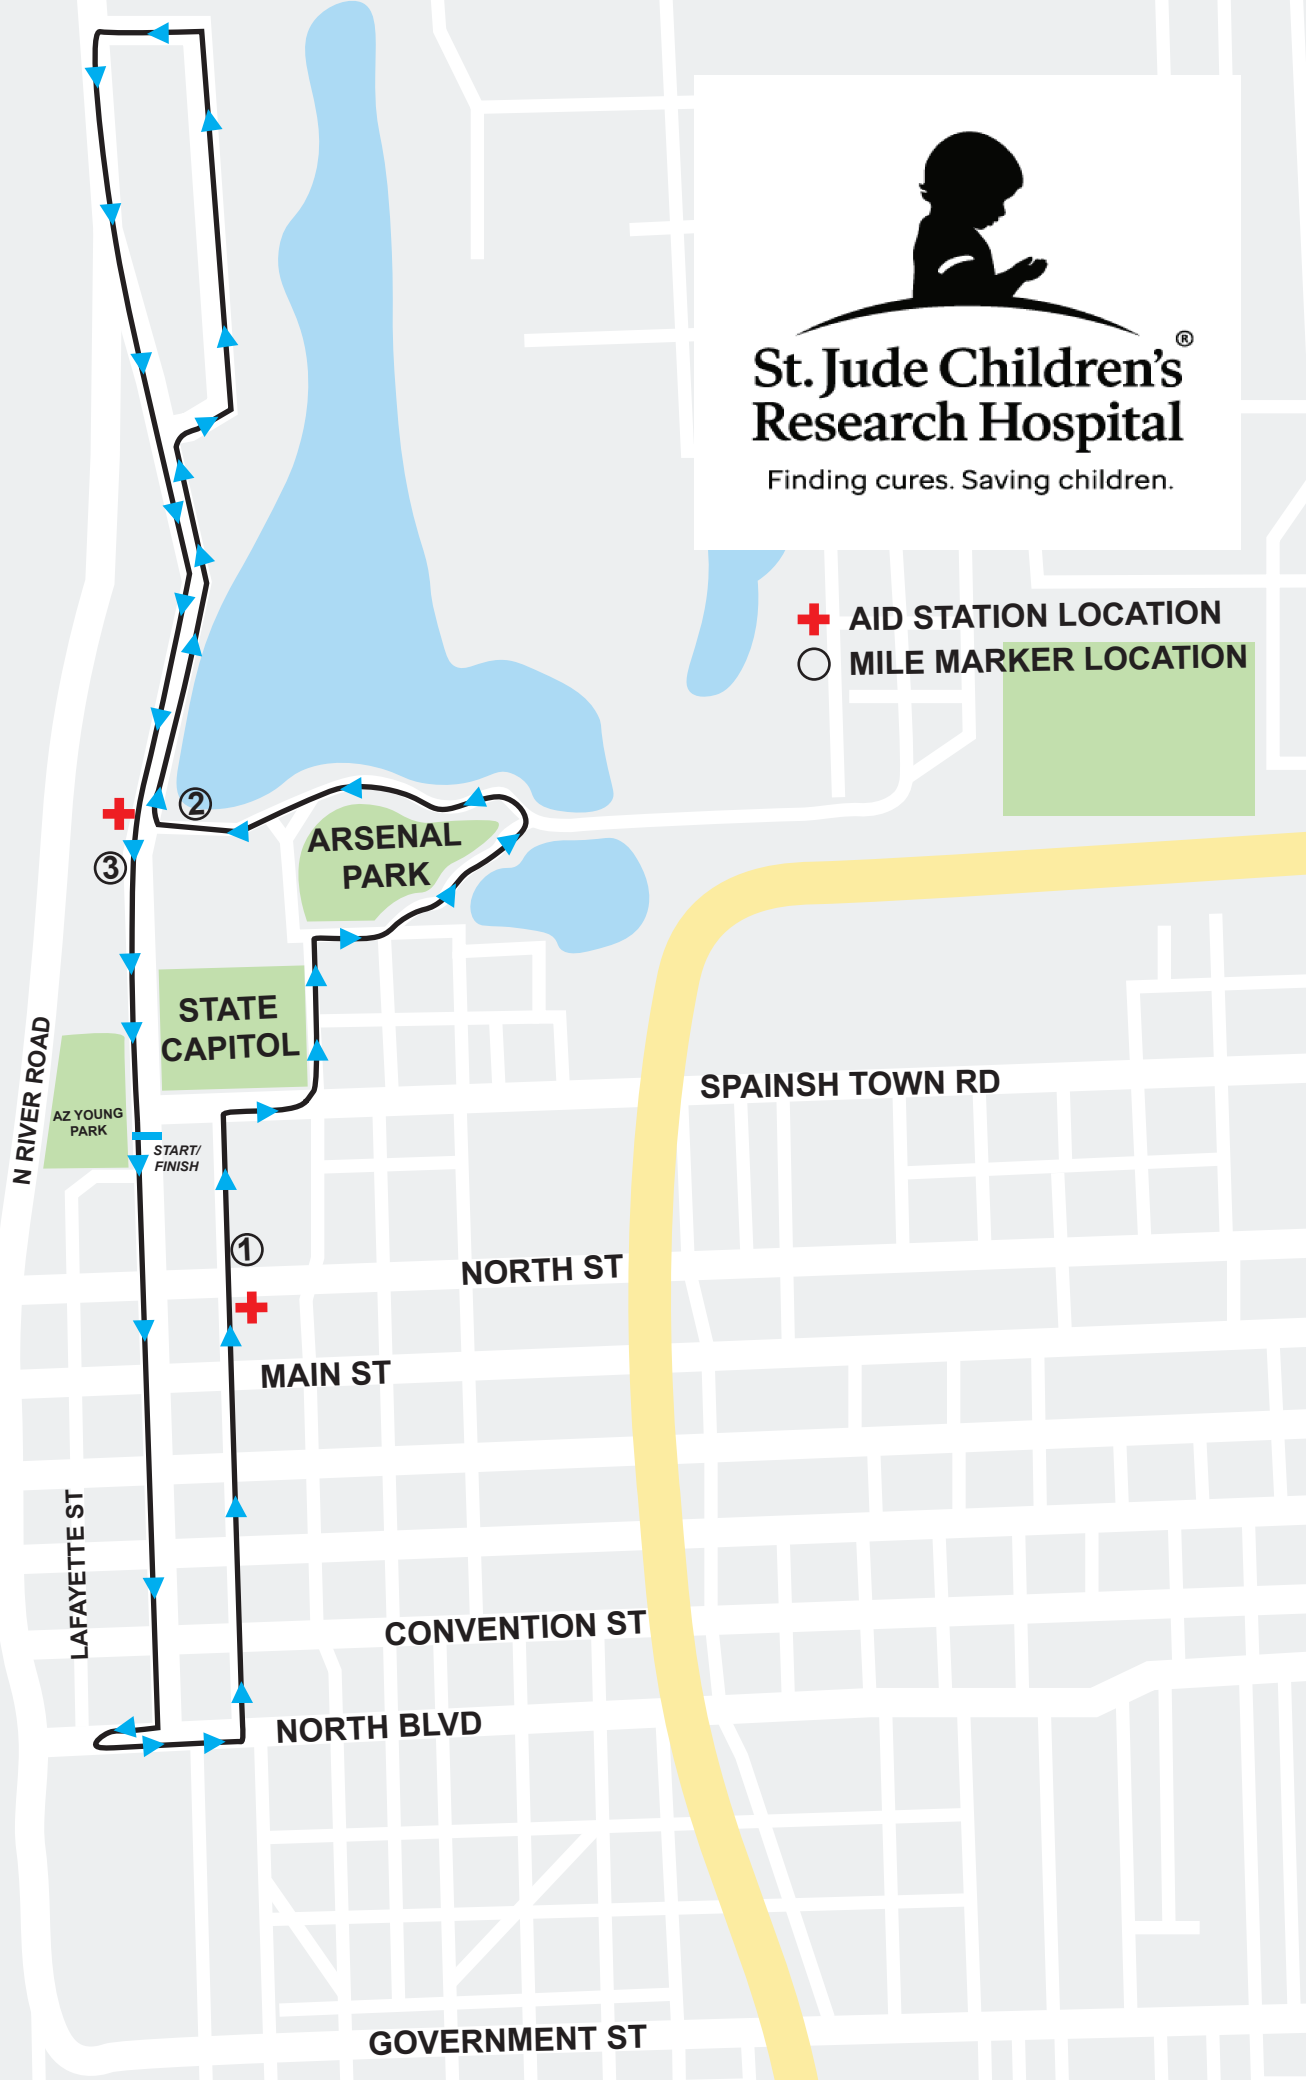 St. Jude Children's®
Research Hospital
Finding cures. Saving children.
AID STATION LOCATION
MILE MARKER LOCATION
2
ARSENAL
PARK
3
STATE
CAPITOL
N RIVER ROAD
AZ YOUNG
PARK
SPAINSH TOWN RD
START/
FINISH
1
NORTH ST
MAIN ST
LAFAYETTE ST
CONVENTION ST
NORTH BLVD
GOVERNMENT ST